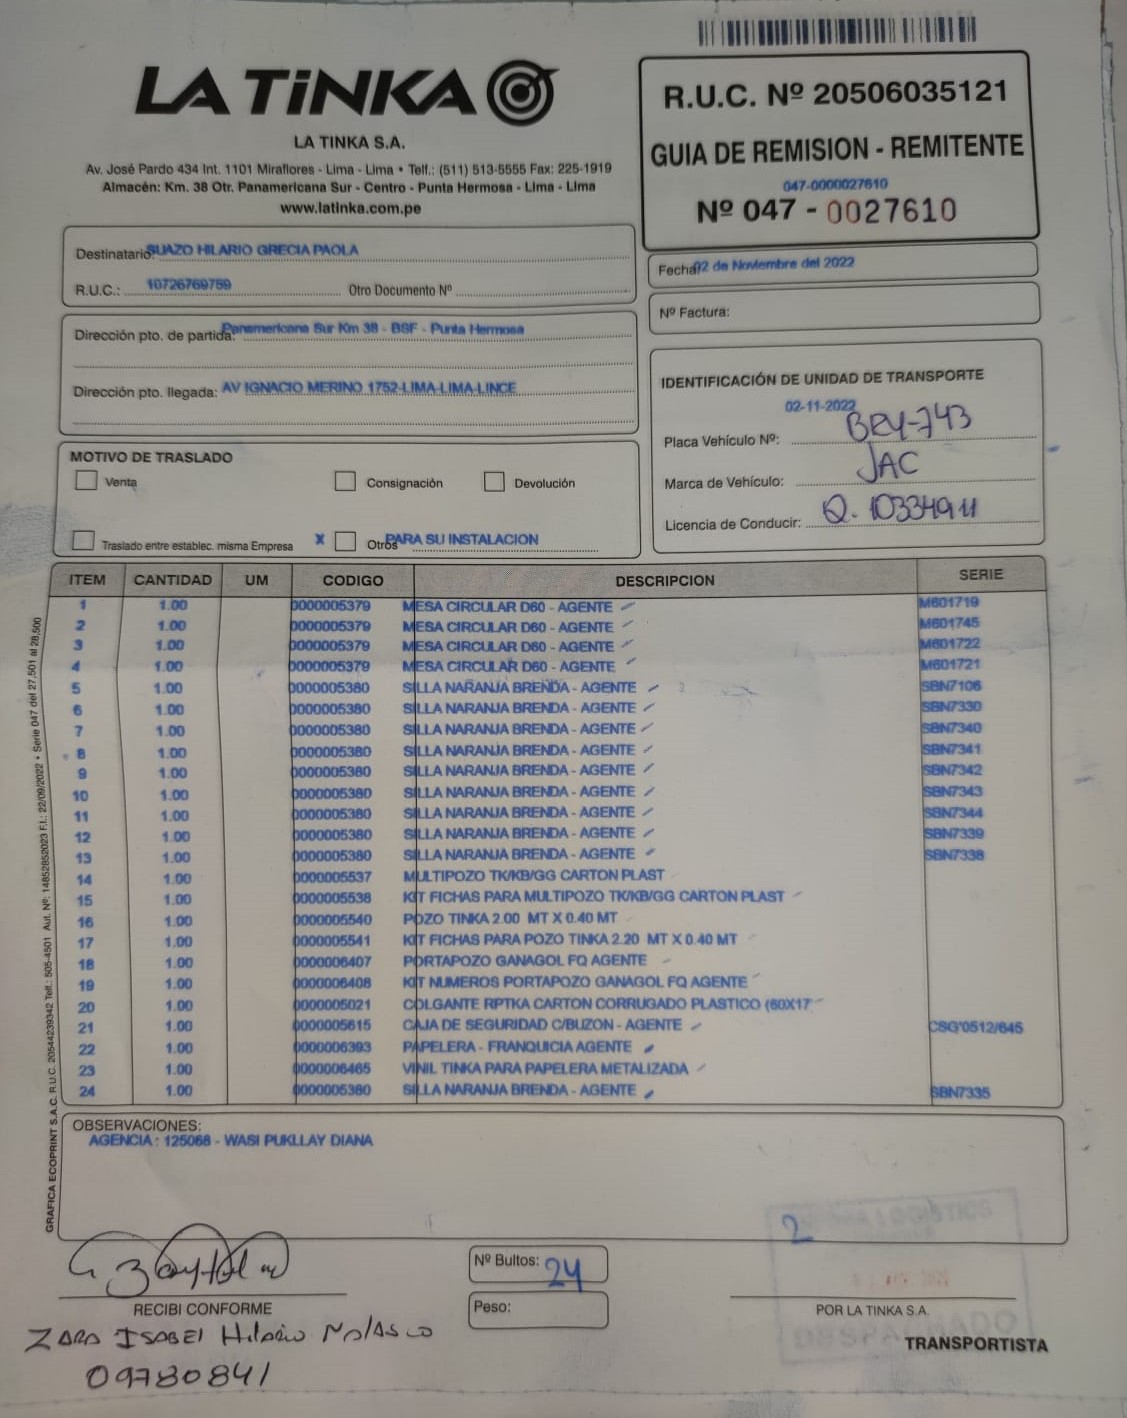 LA TiNKA
LA TINKA S.A.
Av. José Pardo 434 Int. 1101 Miraflores - Lima - Lima • Telf.: (511) 513-5555 Fax: 225-1919
Almacén: Km. 38 Otr. Panamericana Sur - Centro - Punta Hermosa - Lima - Lima
www.latinka.com.pe
R.U.C. Nº 20506035121
GUIA DE REMISION - REMITENTE
047-0000027610
Nº 047 - 0027610
Destinatario: SUAZO HILARIO GRECIA PAOLA
R.U.C.: 10726769759 Otro Documento Nº
Fecha: 02 de Noviembre del 2022
Nº Factura:
Dirección pto. de partida: Panamericana Sur Km 38 - BSF - Punta Hermosa
Dirección pto. llegada: AV IGNACIO MERINO 1752-LIMA-LIMA-LINCE
IDENTIFICACIÓN DE UNIDAD DE TRANSPORTE
02-11-2022
Placa Vehículo Nº: BRY-743
Marca de Vehículo: JAC
Licencia de Conducir: Q. 10334911
MOTIVO DE TRASLADO
Venta Consignación Devolución
Traslado entre establec. misma Empresa X Otros PARA SU INSTALACION
ITEM CANTIDAD UM CODIGO DESCRIPCION SERIE
1 1.00 0000005379 MESA CIRCULAR D60 - AGENTE M601719
2 1.00 0000005379 MESA CIRCULAR D60 - AGENTE M601745
3 1.00 0000005379 MESA CIRCULAR D60 - AGENTE M601722
4 1.00 0000005379 MESA CIRCULAR D60 - AGENTE M601721
5 1.00 0000005380 SILLA NARANJA BRENDA - AGENTE SBN7106
6 1.00 0000005380 SILLA NARANJA BRENDA - AGENTE SBN7330
7 1.00 0000005380 SILLA NARANJA BRENDA - AGENTE SBN7340
8 1.00 0000005380 SILLA NARANJA BRENDA - AGENTE SBN7341
9 1.00 0000005380 SILLA NARANJA BRENDA - AGENTE SBN7342
10 1.00 0000005380 SILLA NARANJA BRENDA - AGENTE SBN7343
11 1.00 0000005380 SILLA NARANJA BRENDA - AGENTE SBN7344
12 1.00 0000005380 SILLA NARANJA BRENDA - AGENTE SBN7339
13 1.00 0000005380 SILLA NARANJA BRENDA - AGENTE SBN7338
14 1.00 0000005537 MULTIPOZO TK/KB/GG CARTON PLAST
15 1.00 0000005538 KIT FICHAS PARA MULTIPOZO TK/KB/GG CARTON PLAST
16 1.00 0000005540 POZO TINKA 2.00 MT X 0.40 MT
17 1.00 0000005541 KIT FICHAS PARA POZO TINKA 2.20 MT X 0.40 MT
18 1.00 0000006407 PORTAPOZO GANAGOL FQ AGENTE
19 1.00 0000006408 KIT NUMEROS PORTAPOZO GANAGOL FQ AGENTE
20 1.00 0000005021 COLGANTE RPTKA CARTON CORRUGADO PLASTICO (60X17
21 1.00 0000005615 CAJA DE SEGURIDAD C/BUZON - AGENTE CSG'0512/645
22 1.00 0000006393 PAPELERA - FRANQUICIA AGENTE
23 1.00 0000006465 VINIL TINKA PARA PAPELERA METALIZADA
24 1.00 0000005380 SILLA NARANJA BRENDA - AGENTE SBN7335
GRAFICA ECOPRINT S.A.C. R.U.C. 20544239342 Telf.: 505-4501 Aut. Nº: 14852852023 F.I.: 22/09/2022 • Serie 047 del 27,501 al 28,500
OBSERVACIONES:
AGENCIA : 125068 - WASI PUKLLAY DIANA
2
LOGISTICS
DESPACHADO
Nº Bultos: 24
Peso:
RECIBI CONFORME
ZARA ISABEl Hilario Nolasco
09780841
POR LA TINKA S.A.
TRANSPORTISTA